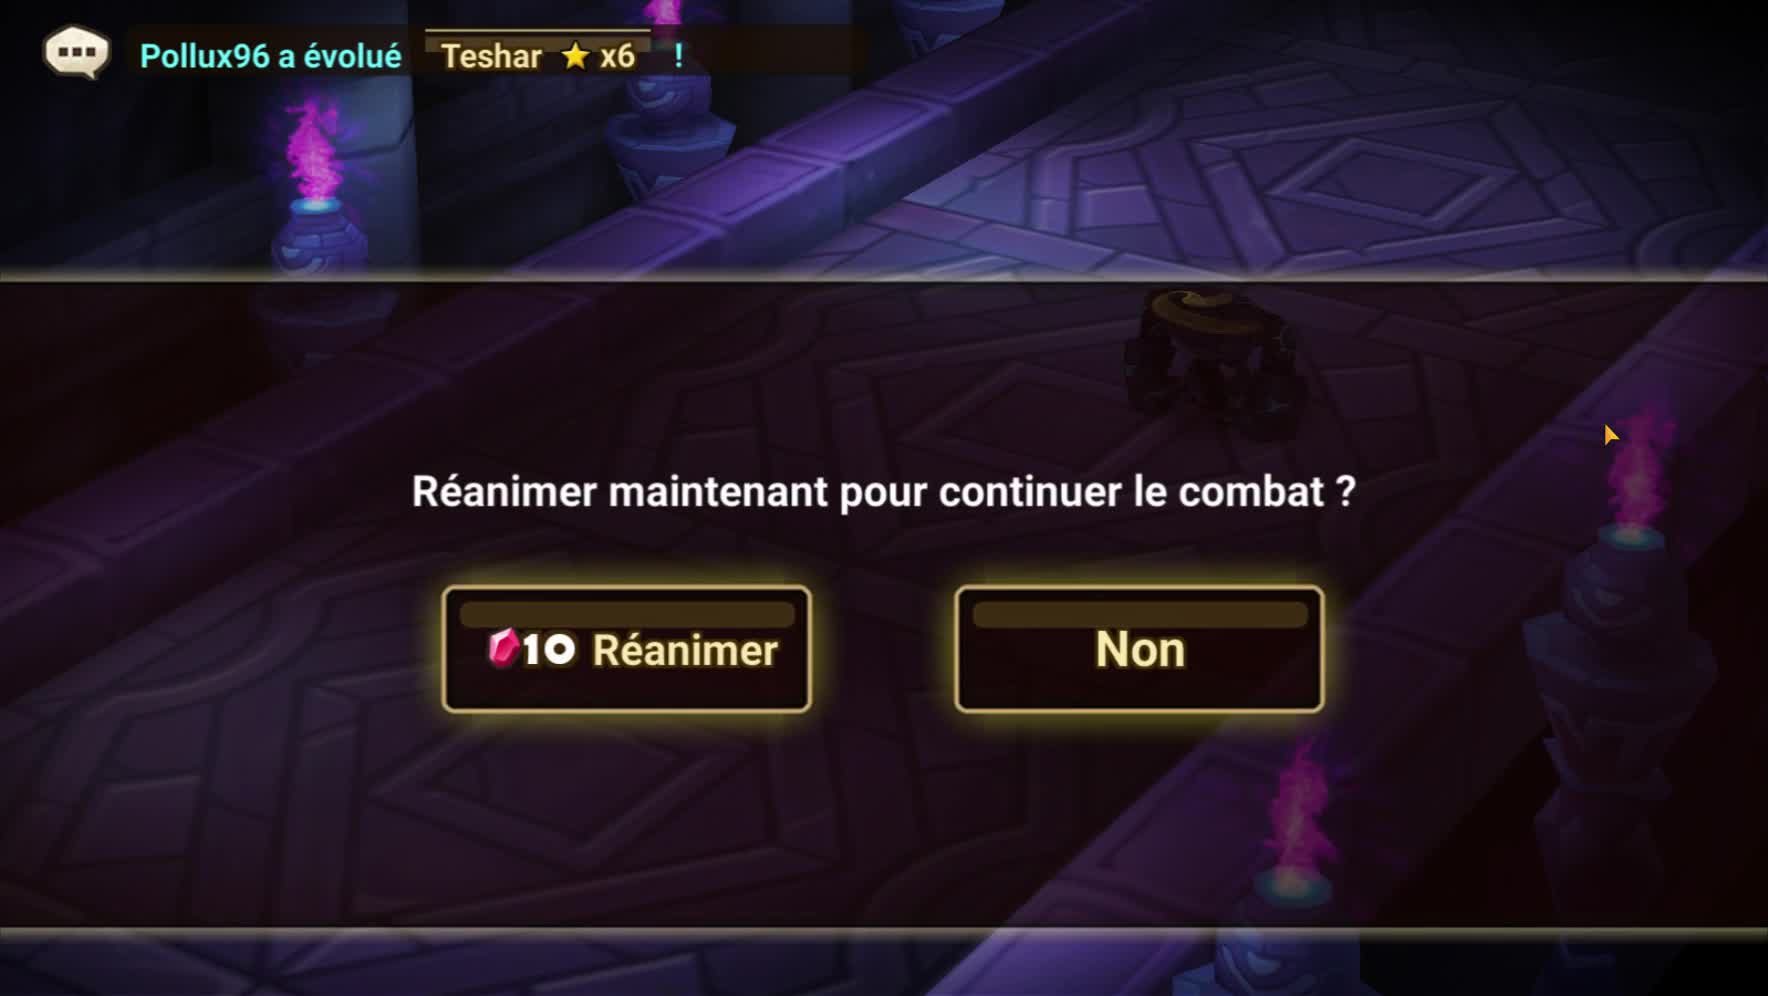 Pollux96 a évolué Teshar x6 !
Réanimer maintenant pour continuer le combat ?
10 Réanimer
Non